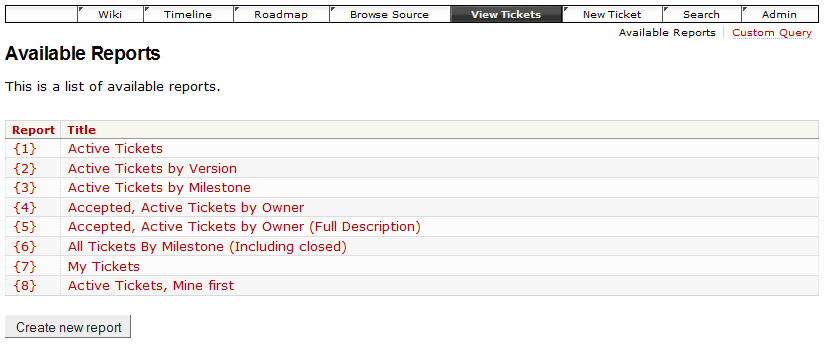 Wiki Timeline Roadmap Browse Source View Tickets New Ticket Search Admin
Available Reports Custom Query
Available Reports
This is a list of available reports.
Report Title
{1} Active Tickets
{2} Active Tickets by Version
{3} Active Tickets by Milestone
{4} Accepted, Active Tickets by Owner
{5} Accepted, Active Tickets by Owner (Full Description)
{6} All Tickets By Milestone (Including closed)
{7} My Tickets
{8} Active Tickets, Mine first
Create new report